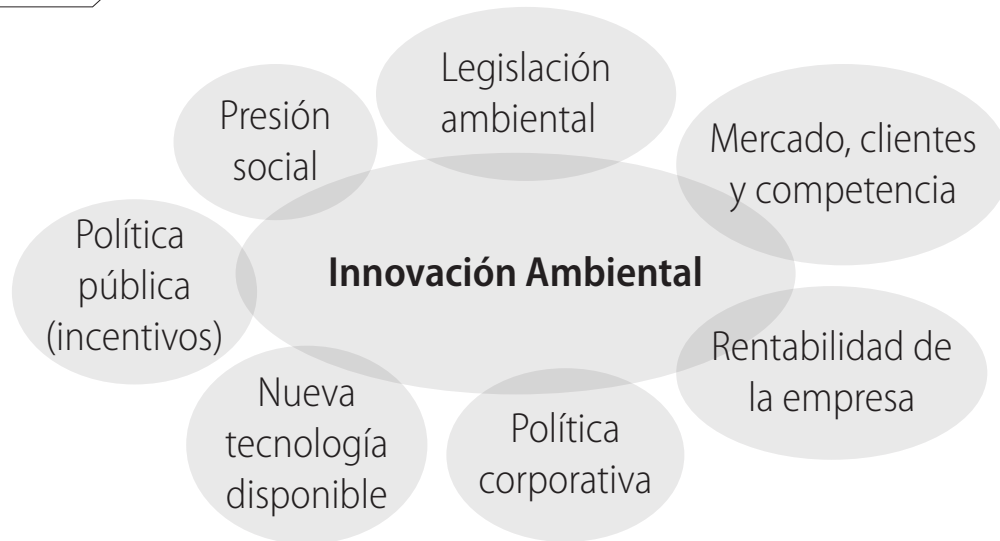 Legislación
ambiental
Presión
social
Mercado, clientes
y competencia
Política
pública
(incentivos)
Innovación Ambiental
Rentabilidad de
la empresa
Nueva
tecnología
disponible
Política
corporativa